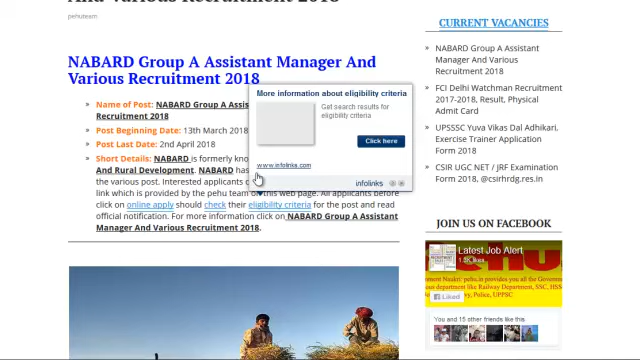 And Various Recruitment 2018
pehuteam
NABARD Group A Assistant Manager And
Various Recruitment 2018
» Name of Post: NABARD Group A Ass
Recruitment 2018
» Post Beginning Date: 13th March 2018
» Post Last Date: 2nd April 2018
» Short Details: NABARD is formerly kno
And Rural Development. NABARD has
the various post. Interested applicants
link which is provided by the pehu team on this web page. All applicants before
click on online apply should check their eligibility criteria for the post and read
official notification. For more information click on NABARD Group A Assistant
Manager And Various Recruitment 2018.
More information about eligibility criteria
Get search results for
eligibility criteria
Click here
www.infolinks.com
infolinks
CURRENT VACANCIES
» NABARD Group A Assistant
Manager And Various
Recruitment 2018
» FCI Delhi Watchman Recruitment
2017-2018, Result, Physical
Admit Card
» UPSSSC Yuva Vikas Dal Adhikari,
Exercise Trainer Application
Form 2018
» CSIR UGC NET / JRF Examination
Form 2018, @csirhrdg.res.in
JOIN US ON FACEBOOK
Latest Job Alert
1.5K likes
Liked
You and 15 other friends like this